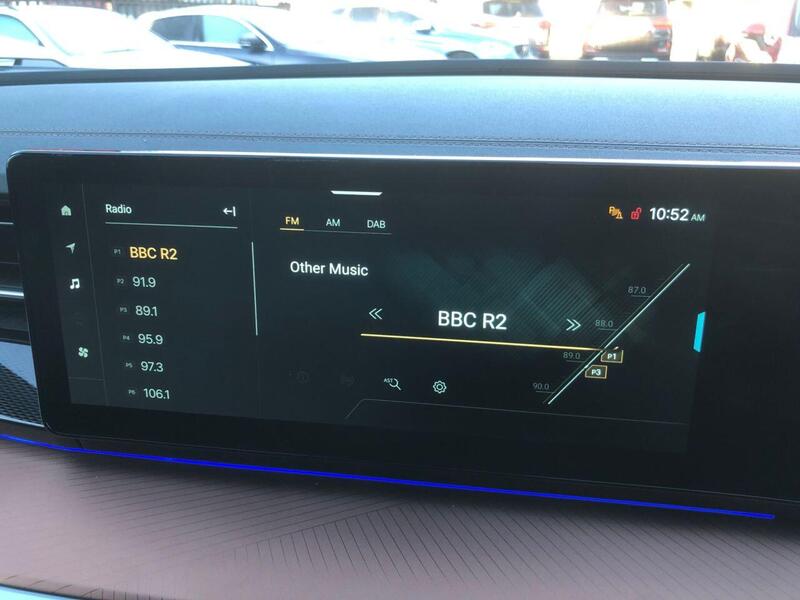 Radio
P1 BBC R2
P2 91.9
P3 89.1
P4 95.9
P5 97.3
P6 106.1
FM AM DAB
10:52 AM
Other Music
BBC R2
AST
87.0
88.0
89.0
P1
P3
90.0